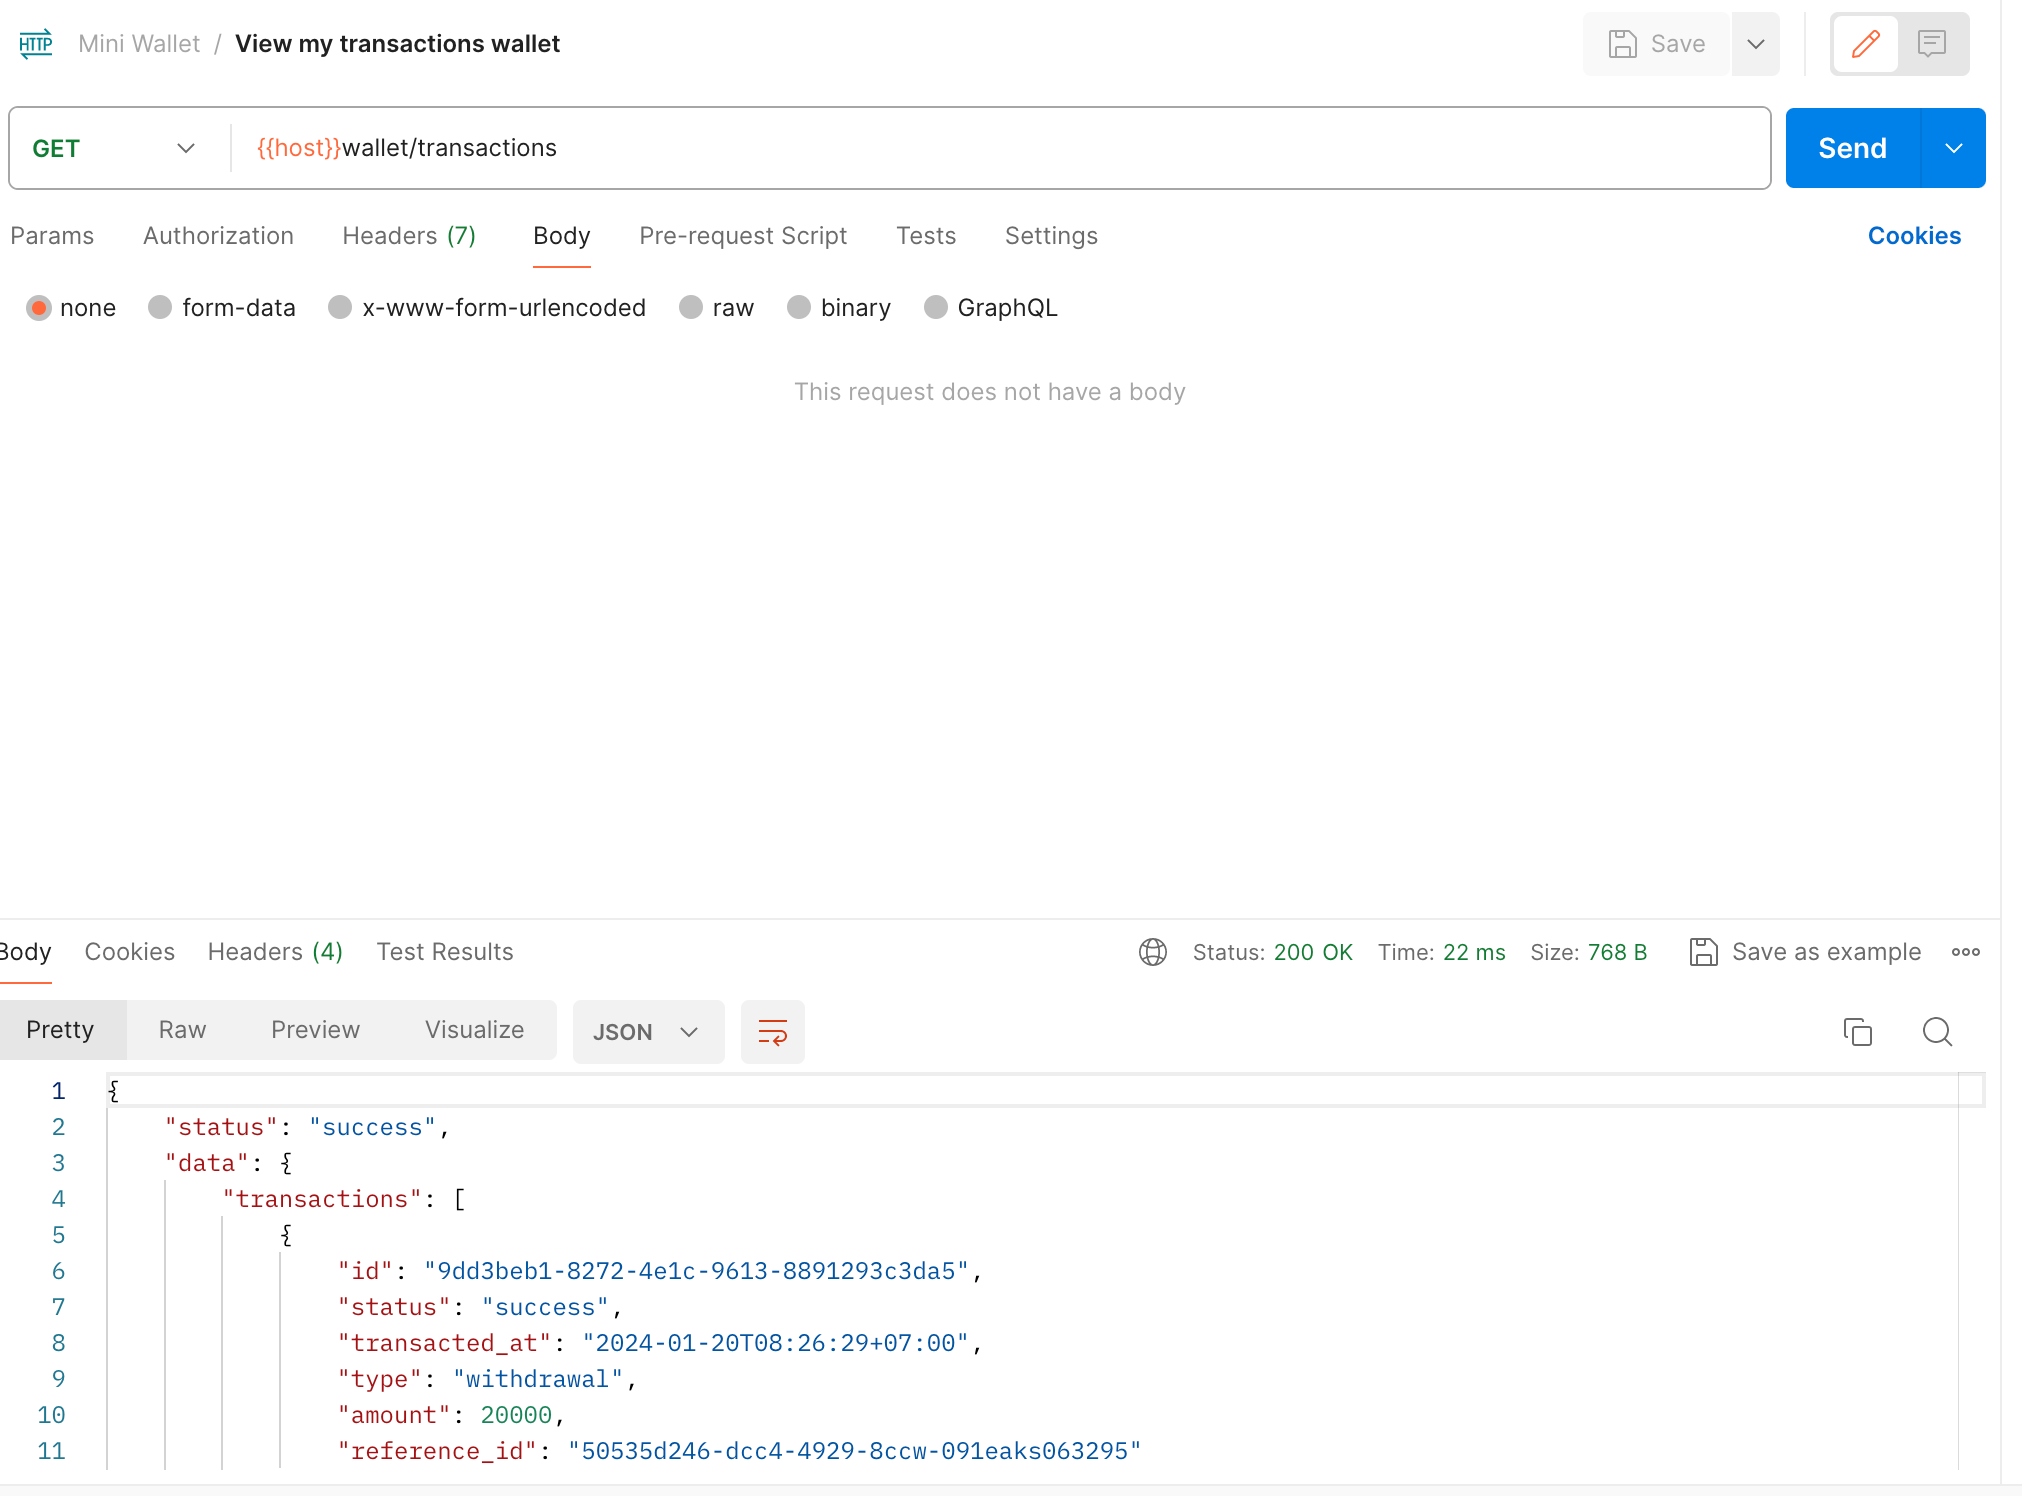 HTTP Mini Wallet / View my transactions wallet Save
GET {{host}}wallet/transactions Send
Params Authorization Headers (7) Body Pre-request Script Tests Settings Cookies
none form-data x-www-form-urlencoded raw binary GraphQL
This request does not have a body
Body Cookies Headers (4) Test Results Status: 200 OK Time: 22 ms Size: 768 B Save as example
Pretty Raw Preview Visualize JSON
1 {
2 "status": "success",
3 "data": {
4 "transactions": [
5 {
6 "id": "9dd3beb1-8272-4e1c-9613-8891293c3da5",
7 "status": "success",
8 "transacted_at": "2024-01-20T08:26:29+07:00",
9 "type": "withdrawal",
10 "amount": 20000,
11 "reference_id": "50535d246-dcc4-4929-8ccw-091eaks063295"